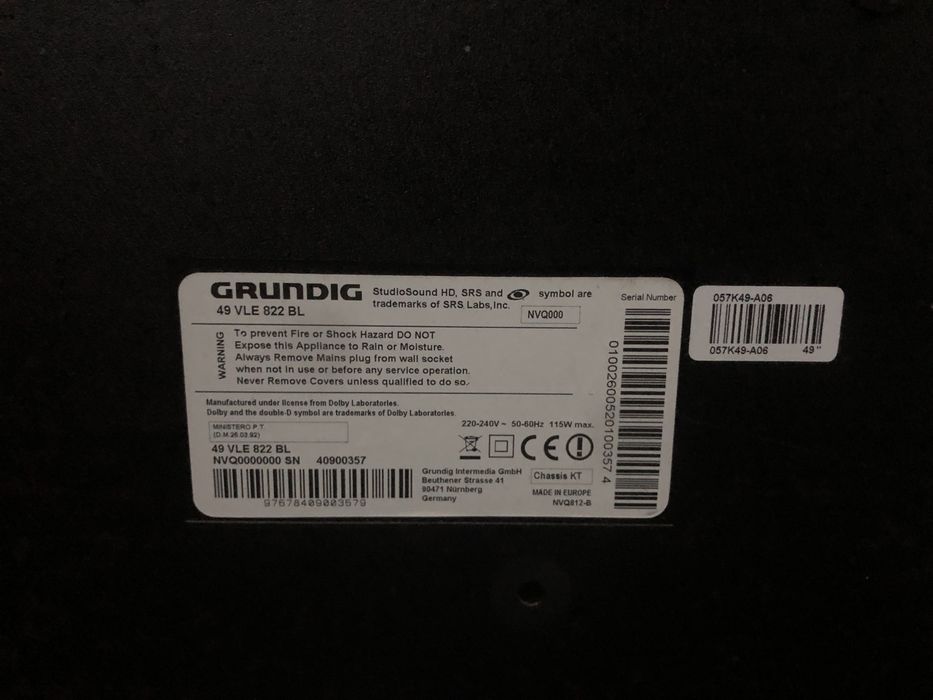 GRUNDIG
49 VLE 822 BL
StudioSound HD, SRS and symbol are
trademarks of SRS Labs,Inc.
NVQ000
WARNING
To prevent Fire or Shock Hazard DO NOT
Expose this Appliance to Rain or Moisture.
Always Remove Mains plug from wall socket
when not in use or before any service operation.
Never Remove Covers unless qualified to do so.
Manufactured under license from Dolby Laboratories.
Dolby and the double-D symbol are trademarks of Dolby Laboratories.
MINISTERO P.T.
(D.M.26.03.92)
49 VLE 822 BL
NVQ0000000 SN 40900357
97678409003579
220-240V ~ 50-60Hz 115W max.
CE
Grundig Intermedia GmbH
Beuthener Strasse 41
90471 Nürnberg
Germany
Chassis KT
MADE IN EUROPE
NVQ812-B
Serial Number
01002600520100357 4
057K49-A06
057K49-A06 49"